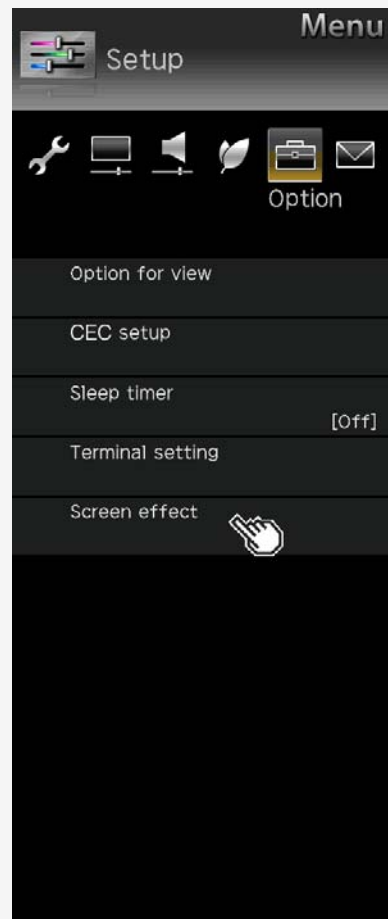 Menu
Setup
Option
Option for view
CEC setup
Sleep timer
[Off]
Terminal setting
Screen effect